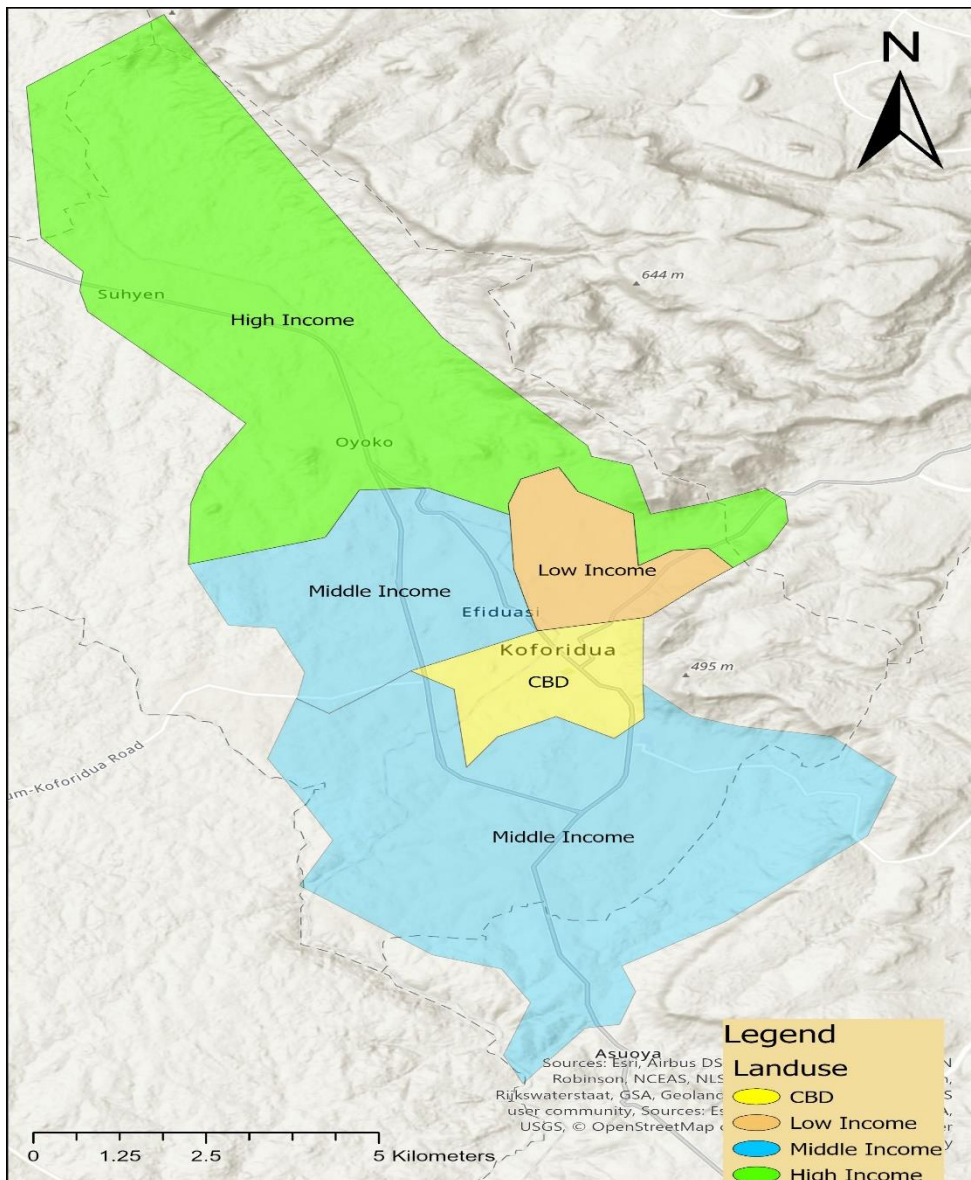 N
644 m
Suhyen
High Income
Oyoko
Low Income
Middle Income
Efiduasi
Koforidua
CBD
495 m
um-Koforidua Road
Middle Income
Asuoya
Legend
Landuse
CBD
Low Income
Middle Income
High Income
Sources: Esri, Airbus DS N
Robinson, NCEAS, NLS
Rijkswaterstaat, GSA, Geoland S
user community, Sources: Es
USGS, © OpenStreetMap
0 1.25 2.5 5 Kilometers